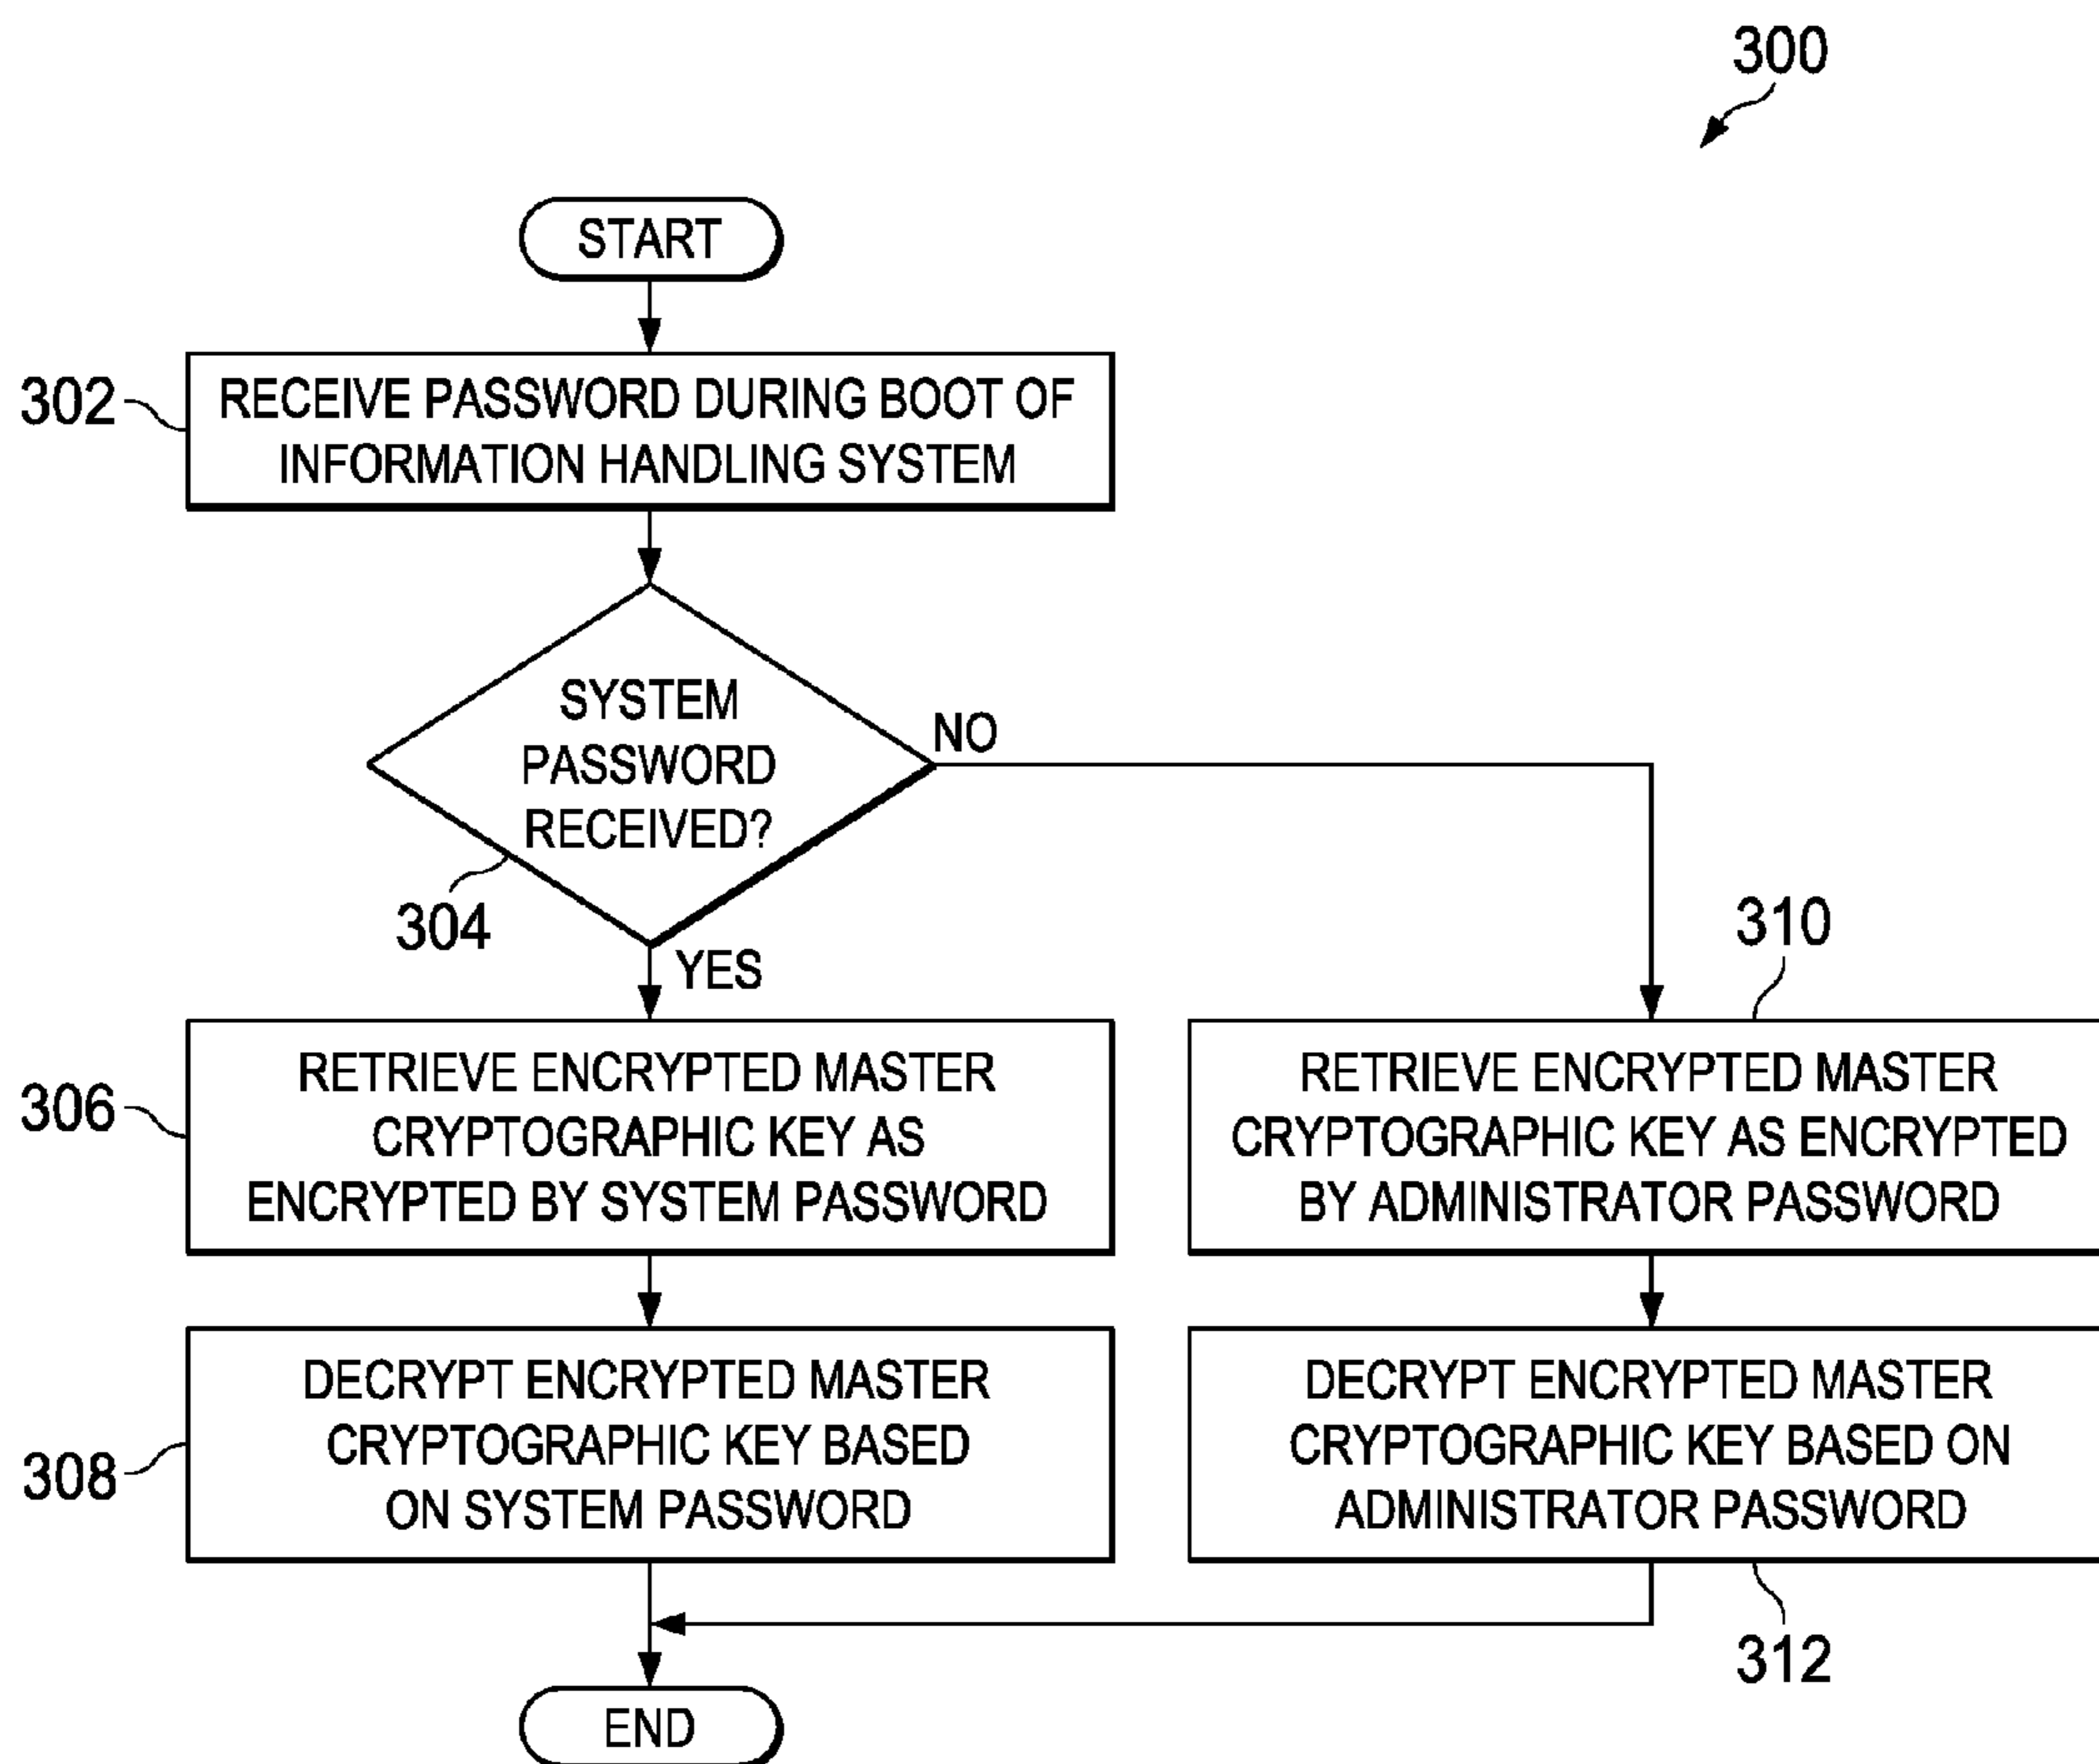 300
START
302
RECEIVE PASSWORD DURING BOOT OF
INFORMATION HANDLING SYSTEM
SYSTEM
PASSWORD
RECEIVED?
NO
304
YES
306
RETRIEVE ENCRYPTED MASTER
CRYPTOGRAPHIC KEY AS
ENCRYPTED BY SYSTEM PASSWORD
310
RETRIEVE ENCRYPTED MASTER
CRYPTOGRAPHIC KEY AS ENCRYPTED
BY ADMINISTRATOR PASSWORD
308
DECRYPT ENCRYPTED MASTER
CRYPTOGRAPHIC KEY BASED
ON SYSTEM PASSWORD
DECRYPT ENCRYPTED MASTER
CRYPTOGRAPHIC KEY BASED ON
ADMINISTRATOR PASSWORD
312
END